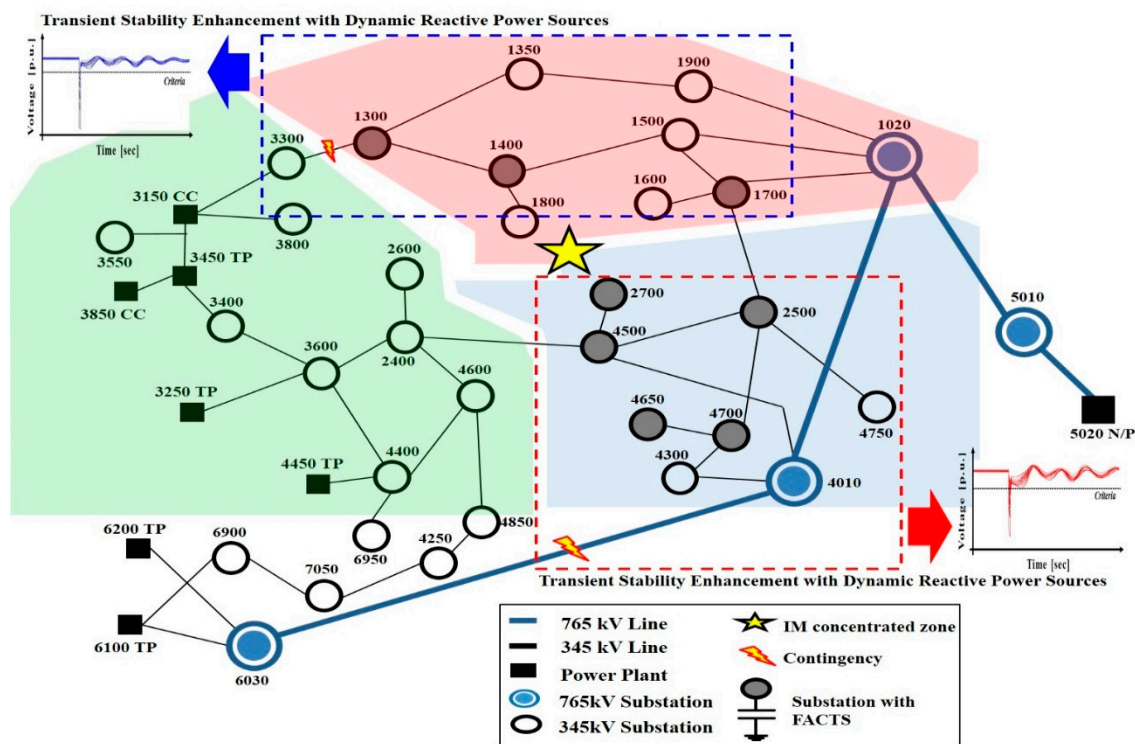 Transient Stability Enhancement with Dynamic Reactive Power Sources
Voltage [p.u.]
Criteria
Time [sec]
1350
1900
3300
1300
1500
1020
1400
3150 CC
1600
1700
1800
3800
3550
3450 TP
2600
3850 CC
3400
2700
2500
5010
4500
2400
3600
4600
3250 TP
4650
4700
4750
5020 N/P
4400
4300
4450 TP
4010
Voltage [p.u.]
Criteria
Time [sec]
6200 TP
6900
6950
4250
4850
7050
Transient Stability Enhancement with Dynamic Reactive Power Sources
6100 TP
6030
765 kV Line
345 kV Line
Power Plant
765kV Substation
345kV Substation
IM concentrated zone
Contingency
Substation with
FACTS